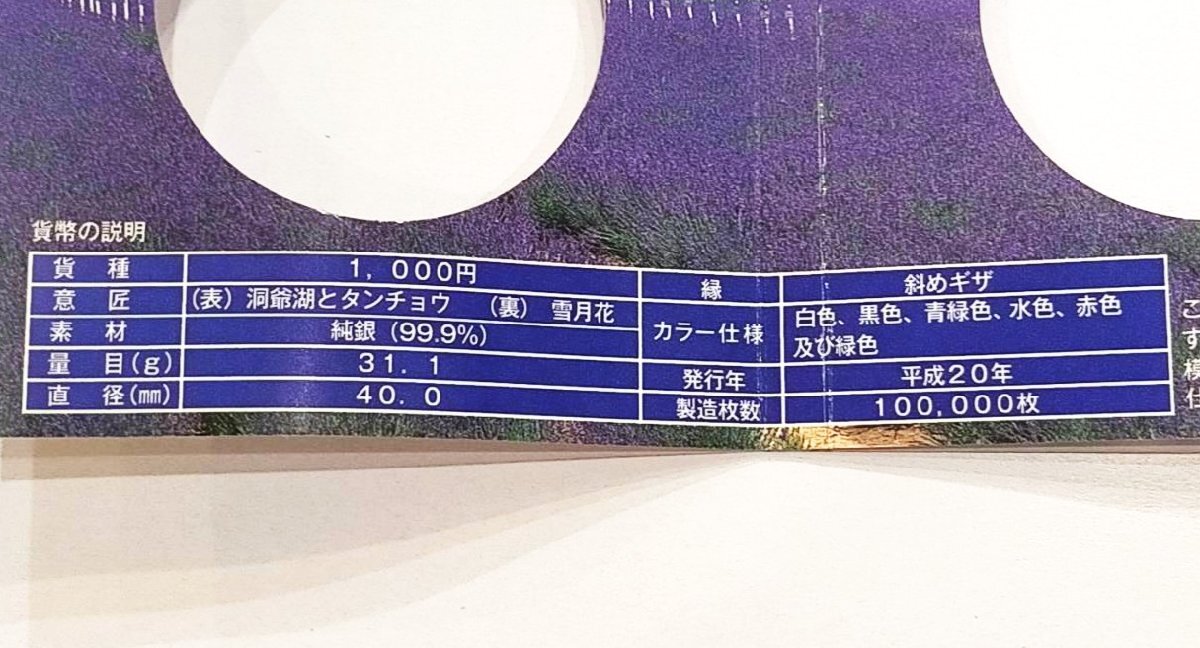 貨幣の説明
貨種 1,000円
意匠 (表) 洞爺湖とタンチョウ (裏) 雪月花
素材 純銀 (99.9%)
量目(g) 31.1
直径(mm) 40.0
縁 斜めギザ
カラー仕様 白色、黒色、青緑色、水色、赤色
及び緑色
発行年 平成20年
製造枚数 100,000枚